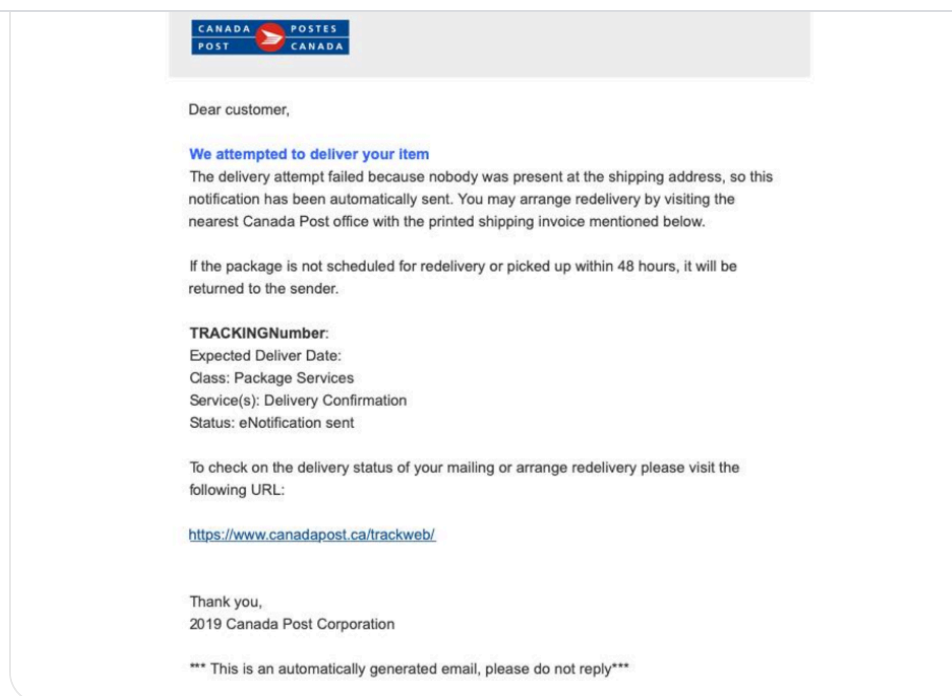 CANADA POSTES
POST CANADA
Dear customer,
We attempted to deliver your item
The delivery attempt failed because nobody was present at the shipping address, so this
notification has been automatically sent. You may arrange redelivery by visiting the
nearest Canada Post office with the printed shipping invoice mentioned below.
If the package is not scheduled for redelivery or picked up within 48 hours, it will be
returned to the sender.
TRACKINGNumber:
Expected Deliver Date:
Class: Package Services
Service(s): Delivery Confirmation
Status: eNotification sent
To check on the delivery status of your mailing or arrange redelivery please visit the
following URL:
https://www.canadapost.ca/trackweb/
Thank you,
2019 Canada Post Corporation
*** This is an automatically generated email, please do not reply***